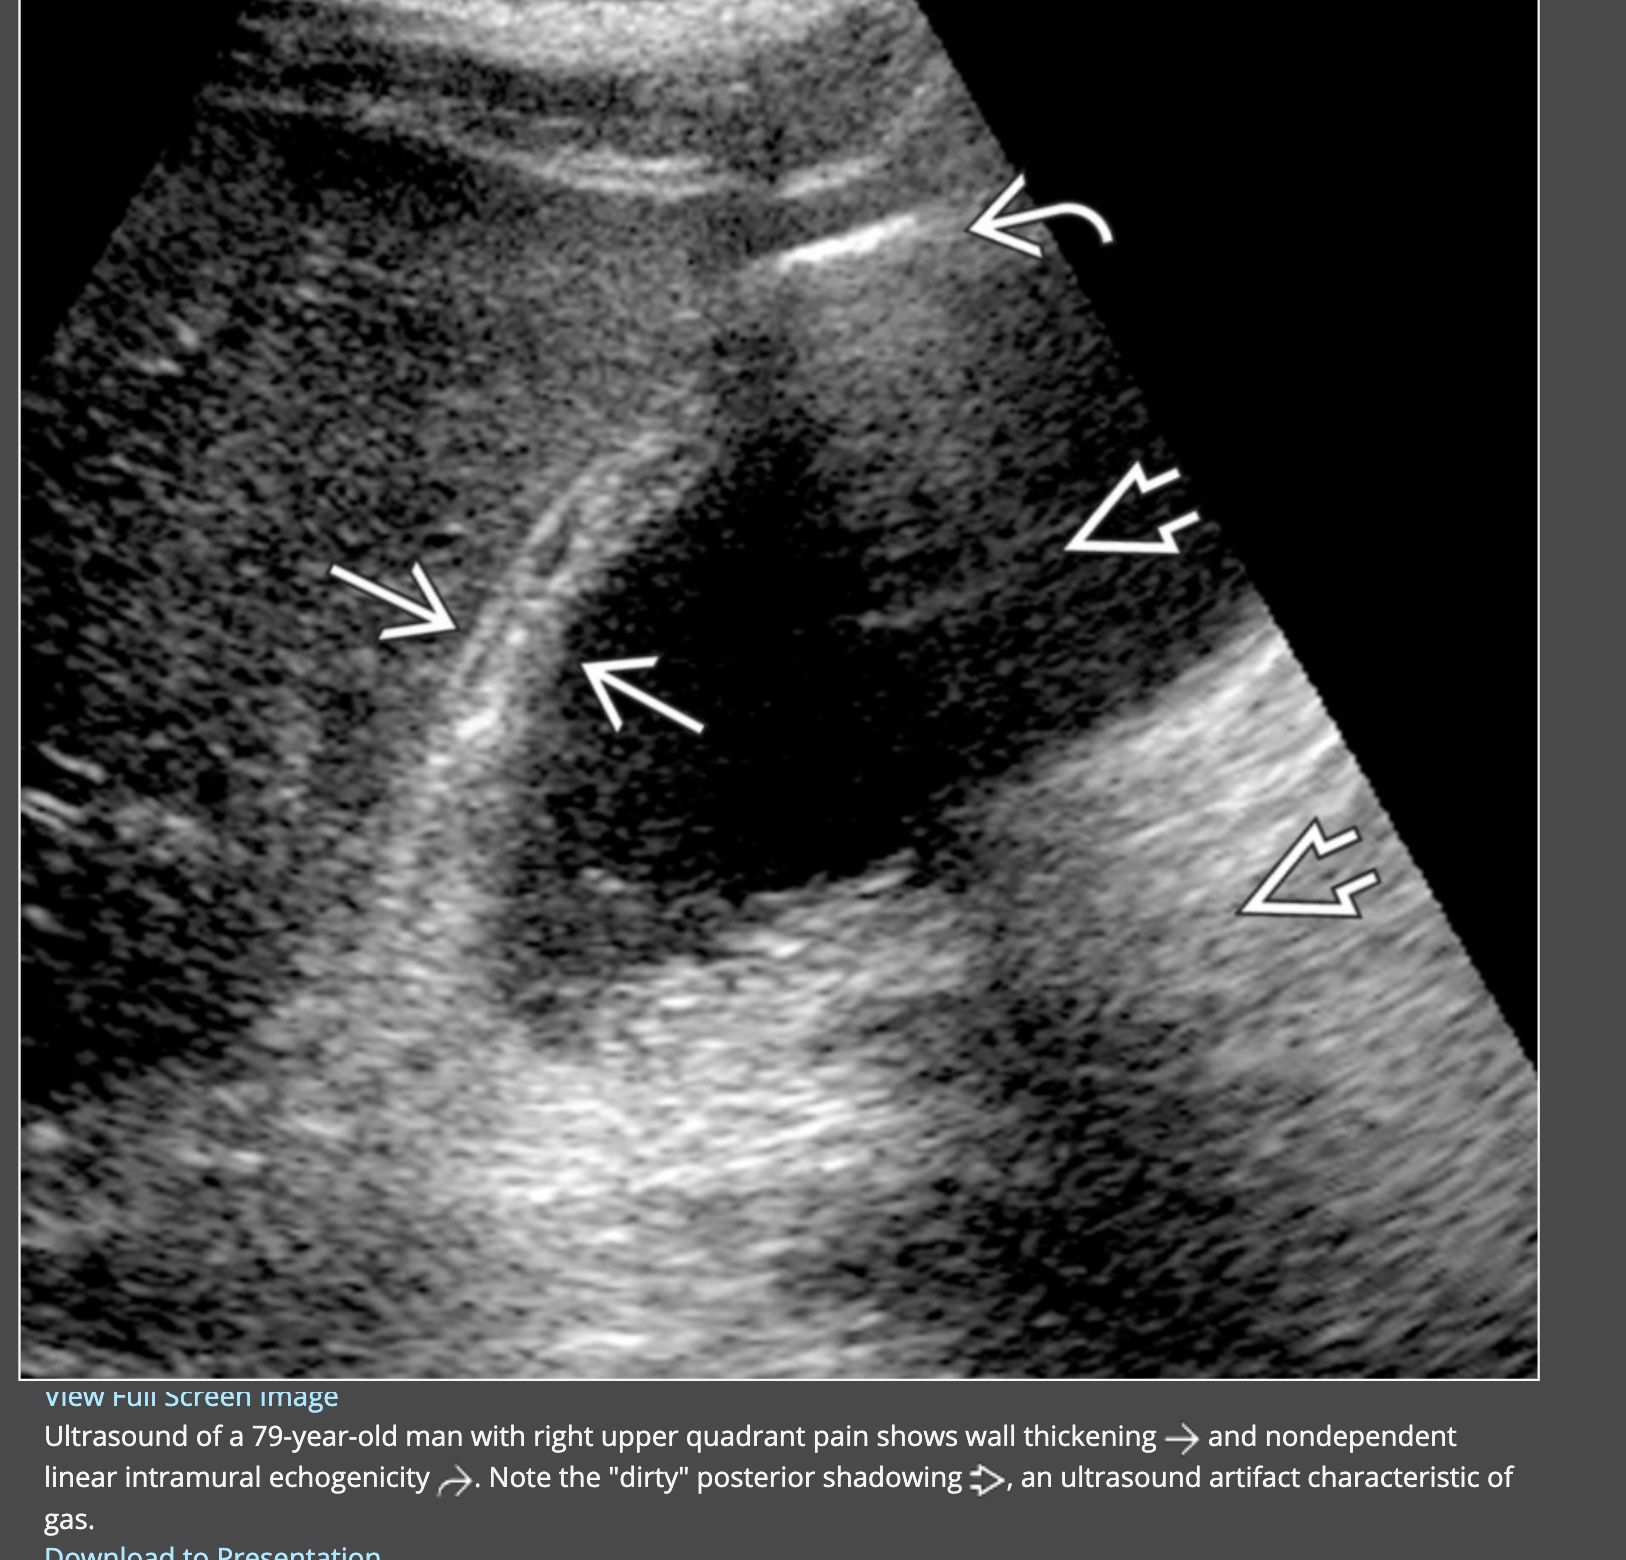 View Full Screen Image
Ultrasound of a 79-year-old man with right upper quadrant pain shows wall thickening → and nondependent
linear intramural echogenicity ↷. Note the "dirty" posterior shadowing ⇨, an ultrasound artifact characteristic of
gas.
Download to Presentation